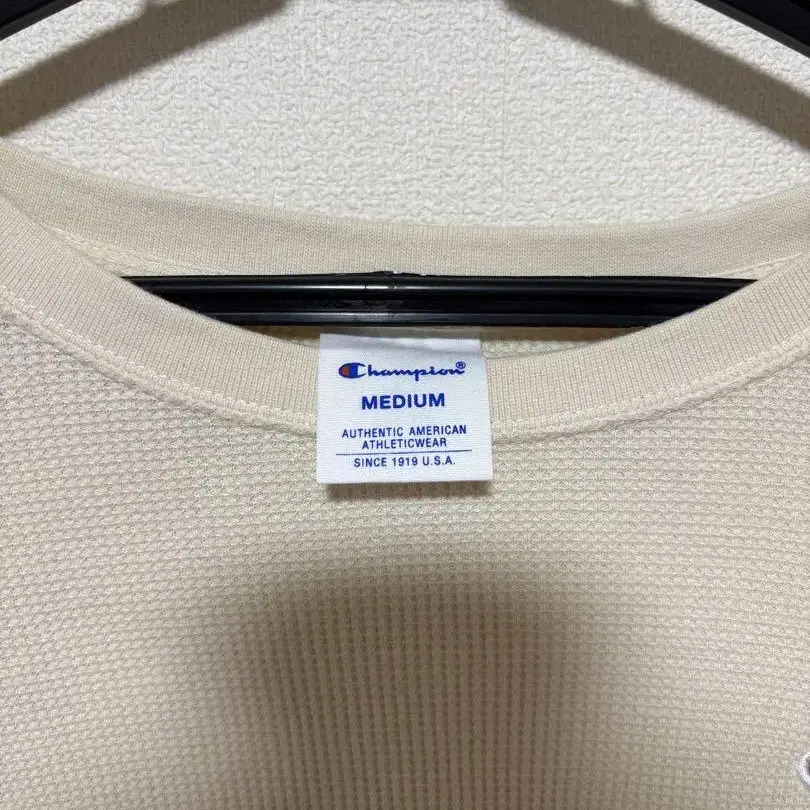 Champion®
MEDIUM
AUTHENTIC AMERICAN
ATHLETICWEAR
SINCE 1919 U.S.A.